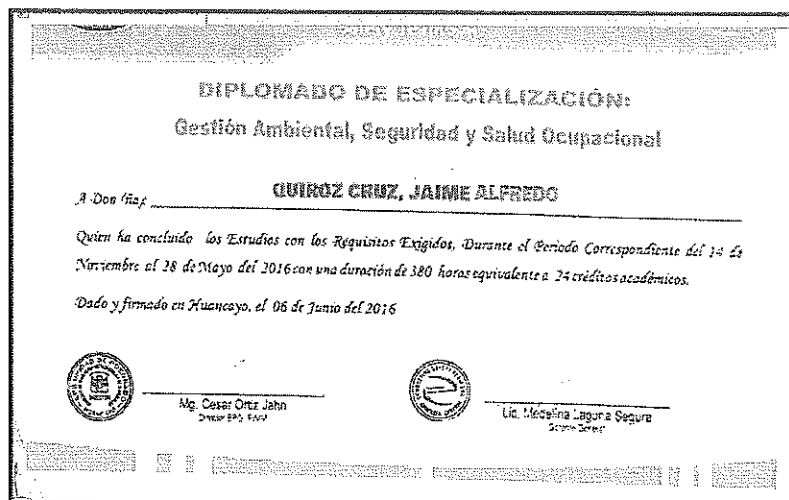 DIPLOMADO DE ESPECIALIZACIÓN:
Gestión Ambiental, Seguridad y Salud Ocupacional
A Don (ña)
QUIROZ CRUZ, JAIME ALFREDO
Quien ha concluido los Estudios con los Requisitos Exigidos, Durante el Periodo Correspondiente del 14 de
Noviembre al 28 de Mayo del 2016 con una duración de 380 horas equivalente a 24 créditos académicos.
Dado y firmado en Huancayo, el 06 de Junio del 2016
Mg. Cesar Ortiz Jahn
Lic. Medelina Laguna Segura